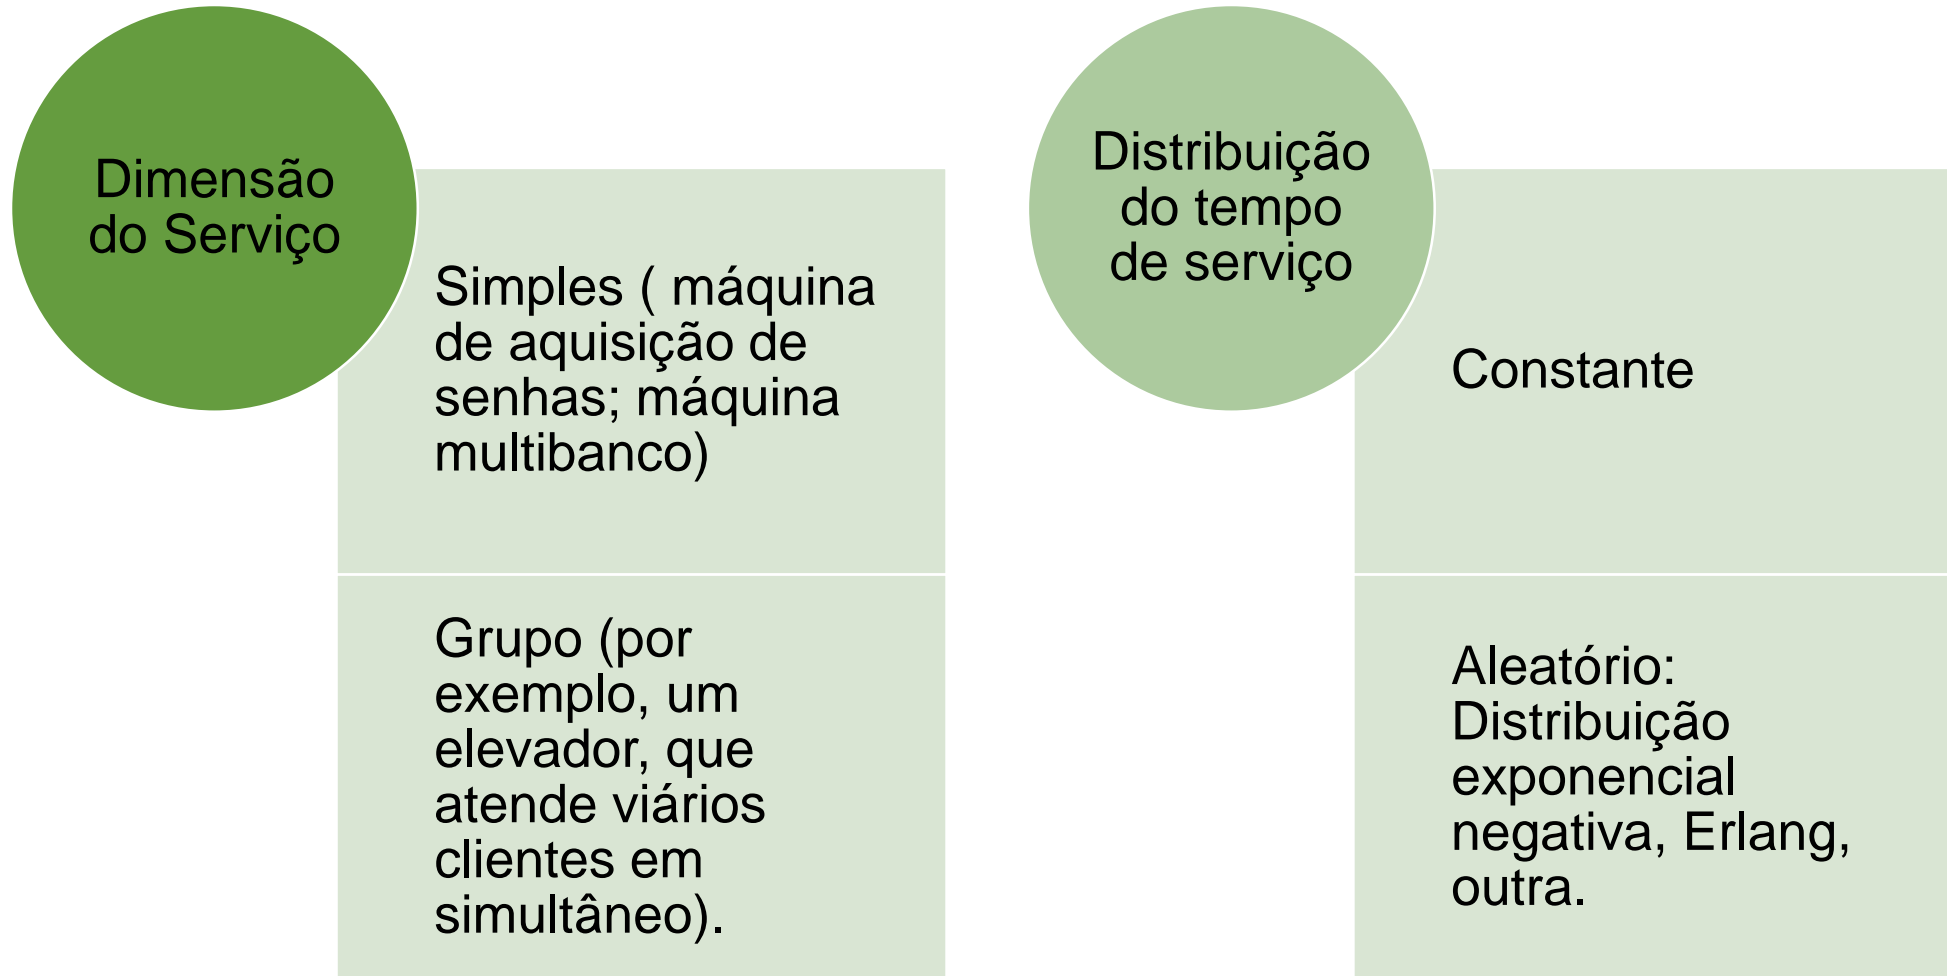 Dimensão
do Serviço
Simples ( máquina
de aquisição de
senhas; máquina
multibanco)
Grupo (por
exemplo, um
elevador, que
atende viários
clientes em
simultâneo).
Distribuição
do tempo
de serviço
Constante
Aleatório:
Distribuição
exponencial
negativa, Erlang,
outra.